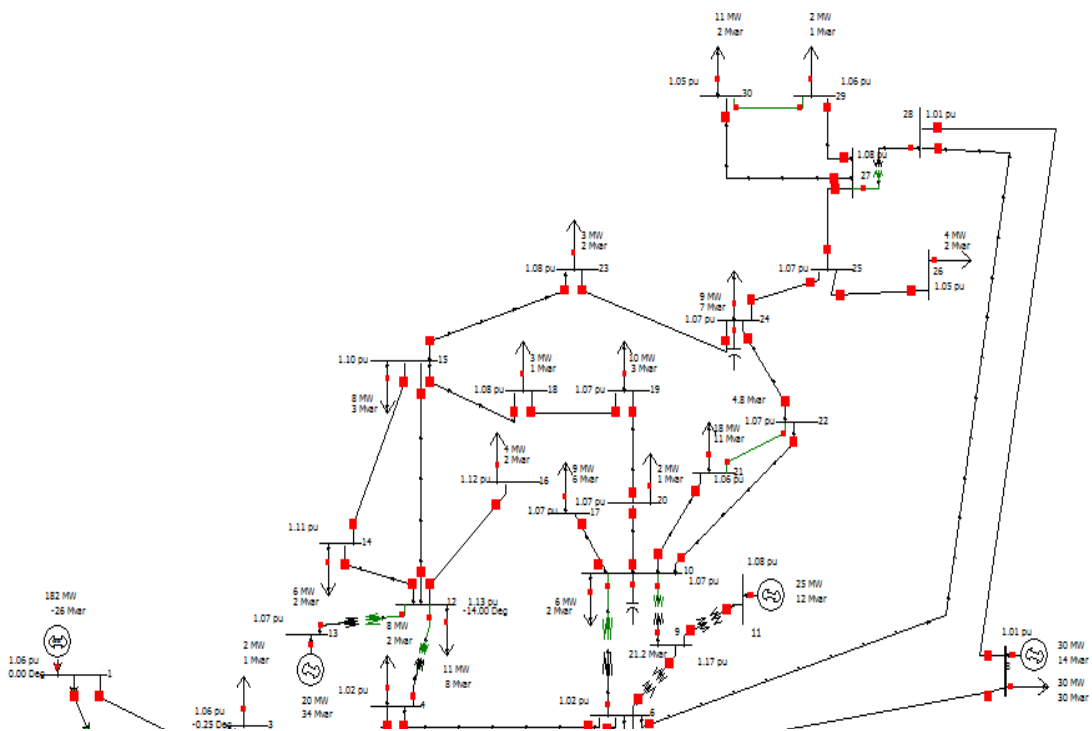 11 MW
2 Mvar
2 MW
1 Mvar
1.05 pu
30
1.06 pu
29
28
1.01 pu
1.08 pu
27
3 MW
2 Mvar
1.08 pu
23
1.07 pu
25
4 MW
2 Mvar
26
1.05 pu
9 MW
7 Mvar
1.07 pu
24
1.10 pu
15
8 MW
3 Mvar
3 MW
1 Mvar
1.08 pu
18
10 MW
3 Mvar
1.07 pu
19
4.8 Mvar
1.07 pu
22
18 MW
11 Mvar
21
1.06 pu
4 MW
2 Mvar
1.12 pu
16
9 MW
6 Mvar
1.07 pu
17
2 MW
1 Mvar
1.07 pu
20
1.11 pu
14
6 MW
2 Mvar
10
1.07 pu
6 MW
2 Mvar
1.08 pu
25 MW
12 Mvar
11
12
1.13 pu
-14.00 Deg
8 MW
2 Mvar
11 MW
8 Mvar
1.07 pu
13
20 MW
34 Mvar
9
21.2 Mvar
1.17 pu
182 MW
-26 Mvar
1.06 pu
0.00 Deg
1
2 MW
1 Mvar
1.06 pu
-0.25 Deg
3
1.02 pu
4
1.02 pu
6
1.01 pu
8
30 MW
14 Mvar
30 MW
30 Mvar